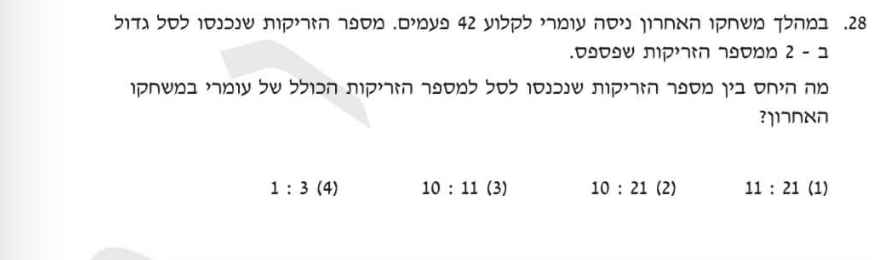 28. במהלך משחקו האחרון ניסה עומרי לקלוע 42 פעמים. מספר הזריקות שנכנסו לסל גדול
ב - 2 ממספר הזריקות שפספס.
מה היחס בין מספר הזריקות שנכנסו לסל למספר הזריקות הכולל של עומרי במשחקו
האחרון?
(1) 21 : 11 (2) 21 : 10 (3) 11 : 10 (4) 3 : 1